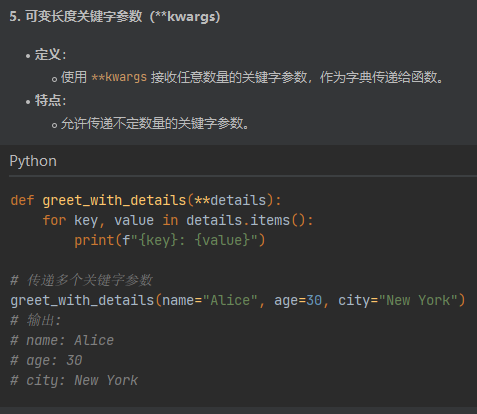 5. 可变长度关键字参数（**kwargs）
• 定义：
○ 使用 **kwargs 接收任意数量的关键字参数，作为字典传递给函数。
• 特点：
○ 允许传递不定数量的关键字参数。
Python
def greet_with_details(**details):
    for key, value in details.items():
        print(f"{key}: {value}")
# 传递多个关键字参数
greet_with_details(name="Alice", age=30, city="New York")
# 输出:
# name: Alice
# age: 30
# city: New York